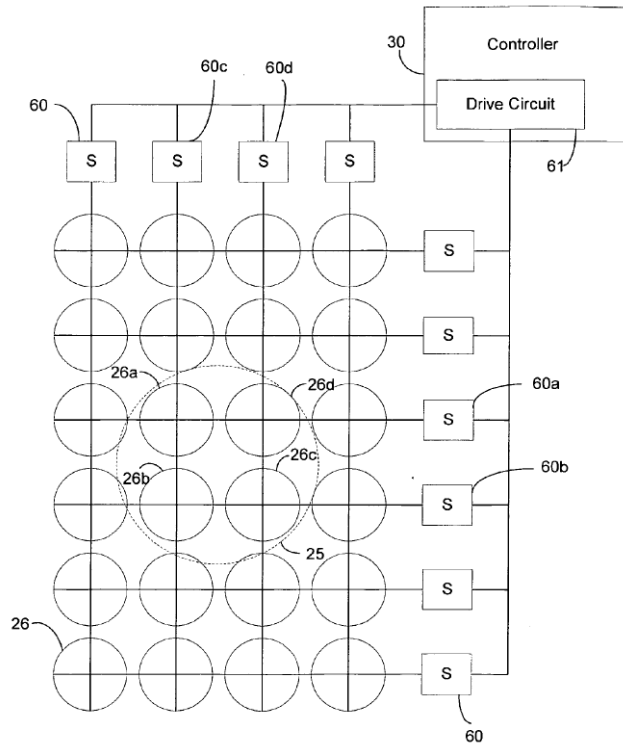 Controller
30
60c
60d
60
Drive Circuit
S
S
S
S
61
S
S
26a
26d
60a
S
26b
26c
60b
S
25
S
26
S
60